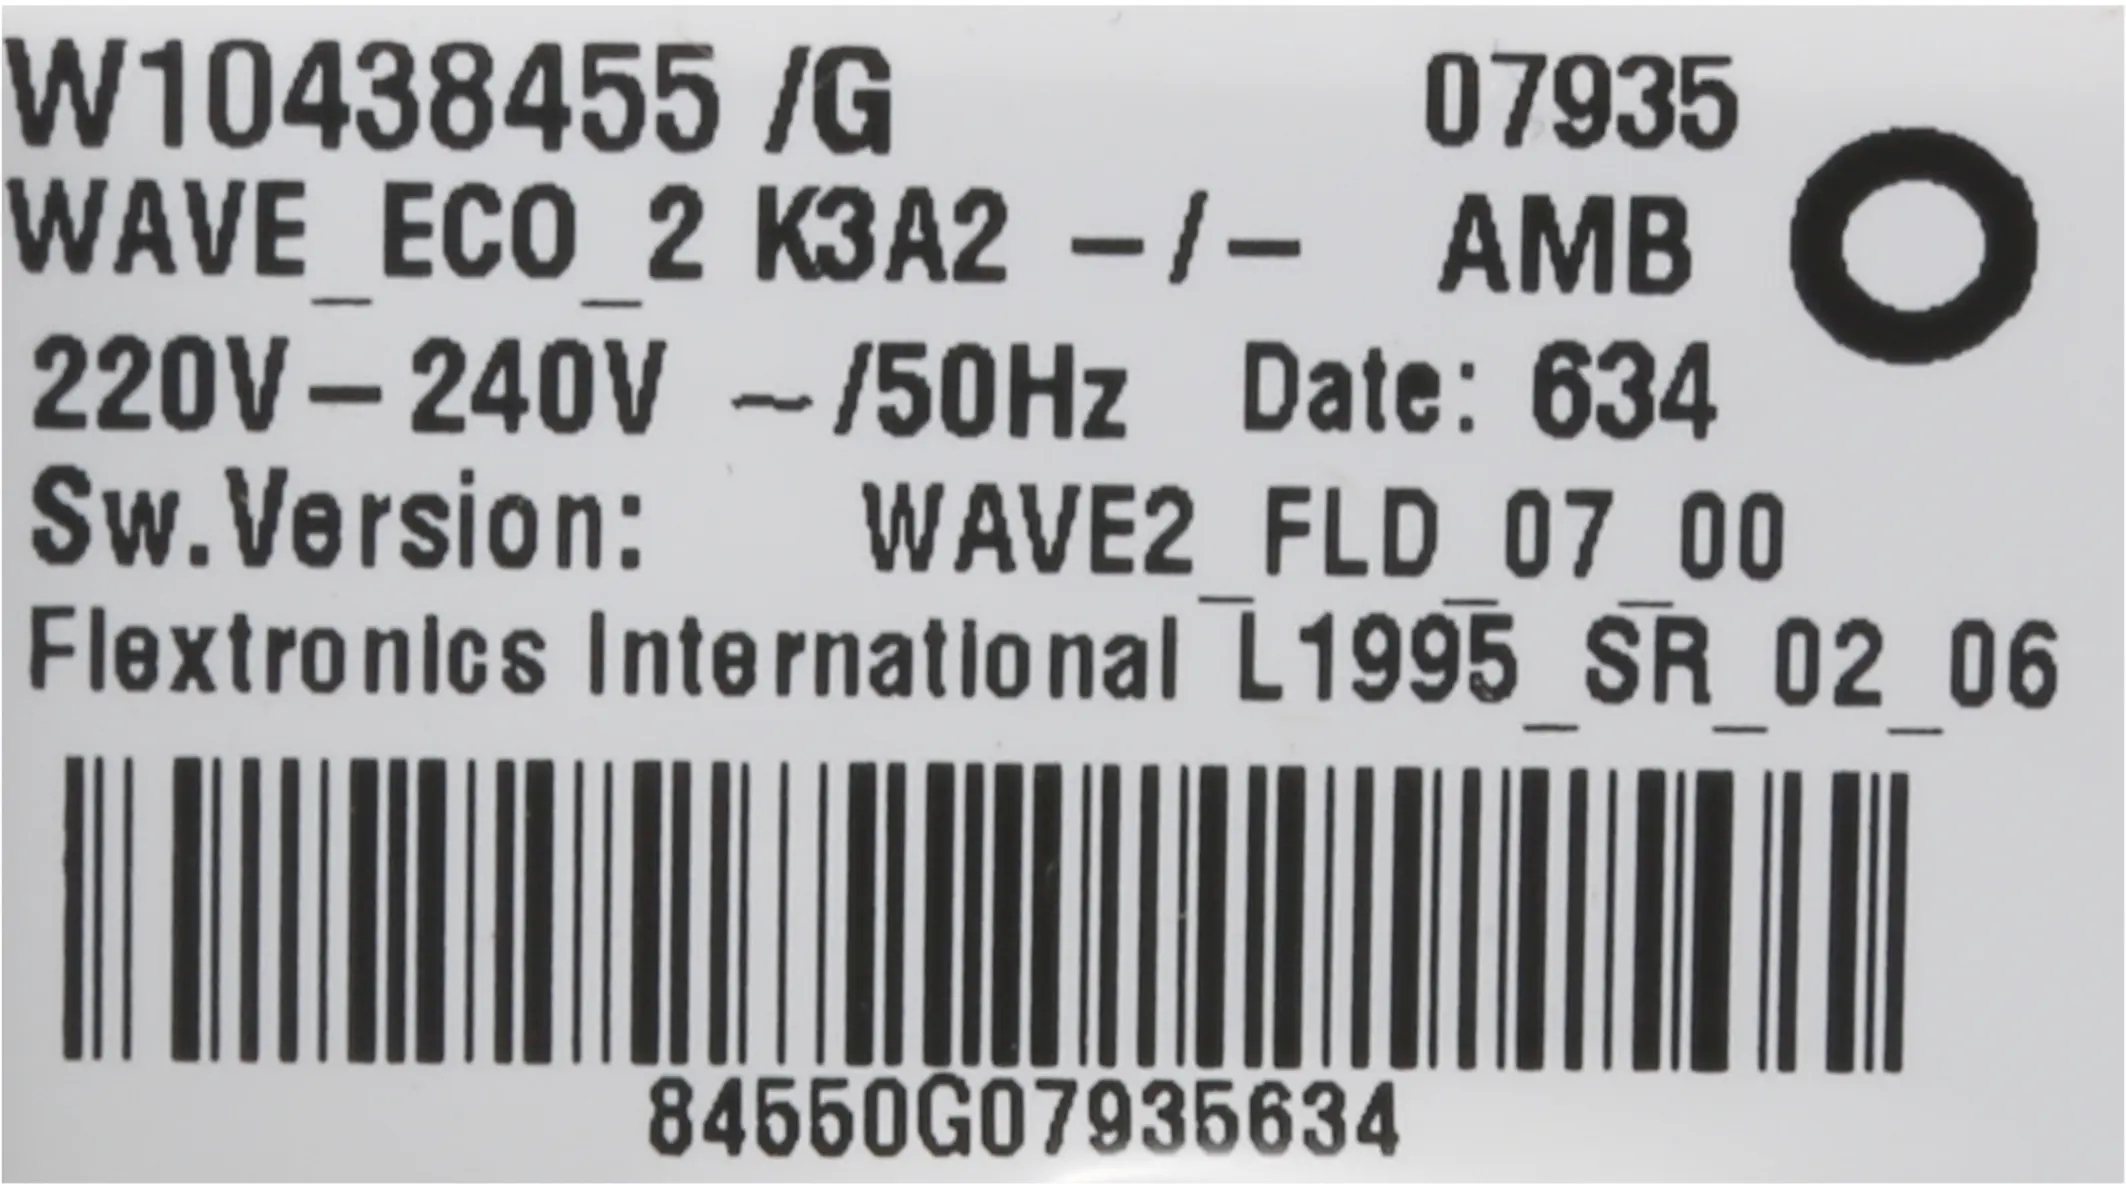 W10438455 /G 07935
WAVE_ECO_2 K3A2 –/– AMB
220V–240V ~/50Hz Date: 634
Sw.Version: WAVE2_FLD_07_00
Flextronics International L1995_SR_02_06
84550G07935634